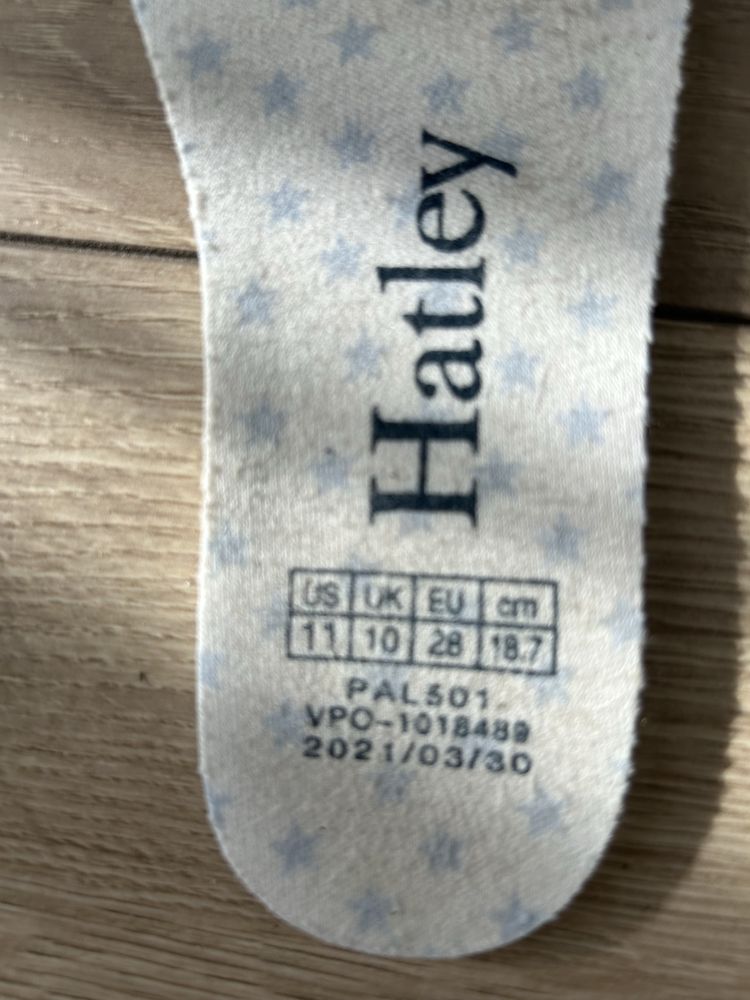 Hatley
US UK EU cm
11 10 28 18.7
PAL501
VPO-1018489
2021/03/30